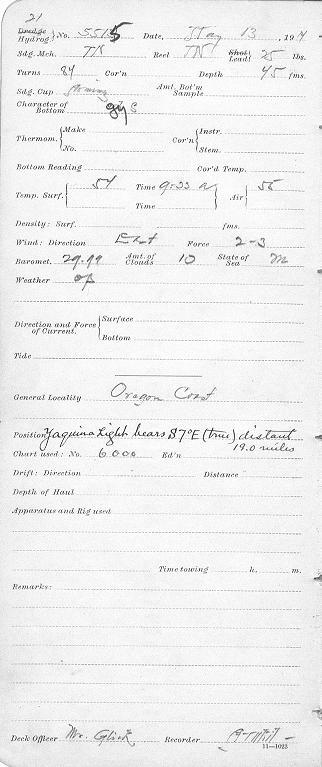 21
Dredge
Hydrog. } No. 5515 Date, May 13, 1914
Sdg. Mch. TN Reel TN Shot Lead } 25 lbs.
Turns 84 Cor'n Depth 45 fms.
Sdg. Cup Amt. Bot'm Sample
Character of Bottom gy S
Thermom. { Make Cor'n { Instr.
No. Stem.
Bottom Reading Cor'd Temp.
Temp. Surf. { 54 Time 9:33 a } Air { 55
Time
Density: Surf. fms.
Wind: Direction East Force 2-3
Baromet. 29.99 Amt. of Clouds 10 State of Sea M
Weather op
Direction and Force of Current. { Surface
Bottom
Tide
General Locality Oregon Coast
Position Yaquina Light bears S 7° E (true) distant
19.0 miles
Chart used: No. 6000 Ed'n
Drift: Direction Distance
Depth of Haul
Apparatus and Rig used
Time towing h. m.
Remarks:
Deck Officer Mr. Recorder
11—1023